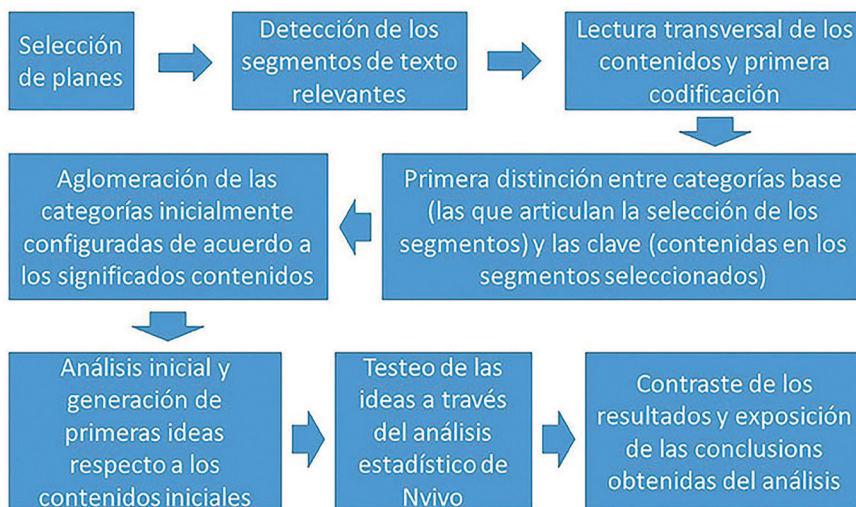 Selección
de planes
Detección de los
segmentos de texto
relevantes
Lectura transversal de los
contenidos y primera
codificación
Primera distinción entre categorías base
(las que articulan la selección de los
segmentos) y las clave (contenidas en los
segmentos seleccionados)
Aglomeración de las
categorías inicialmente
configuradas de acuerdo a
los significados contenidos
Análisis inicial y
generación de
primeras ideas
respecto a los
contenidos iniciales
Testeo de las
ideas a través
del análisis
estadístico de
Nvivo
Contraste de los
resultados y exposición
de las conclusions
obtenidas del análisis